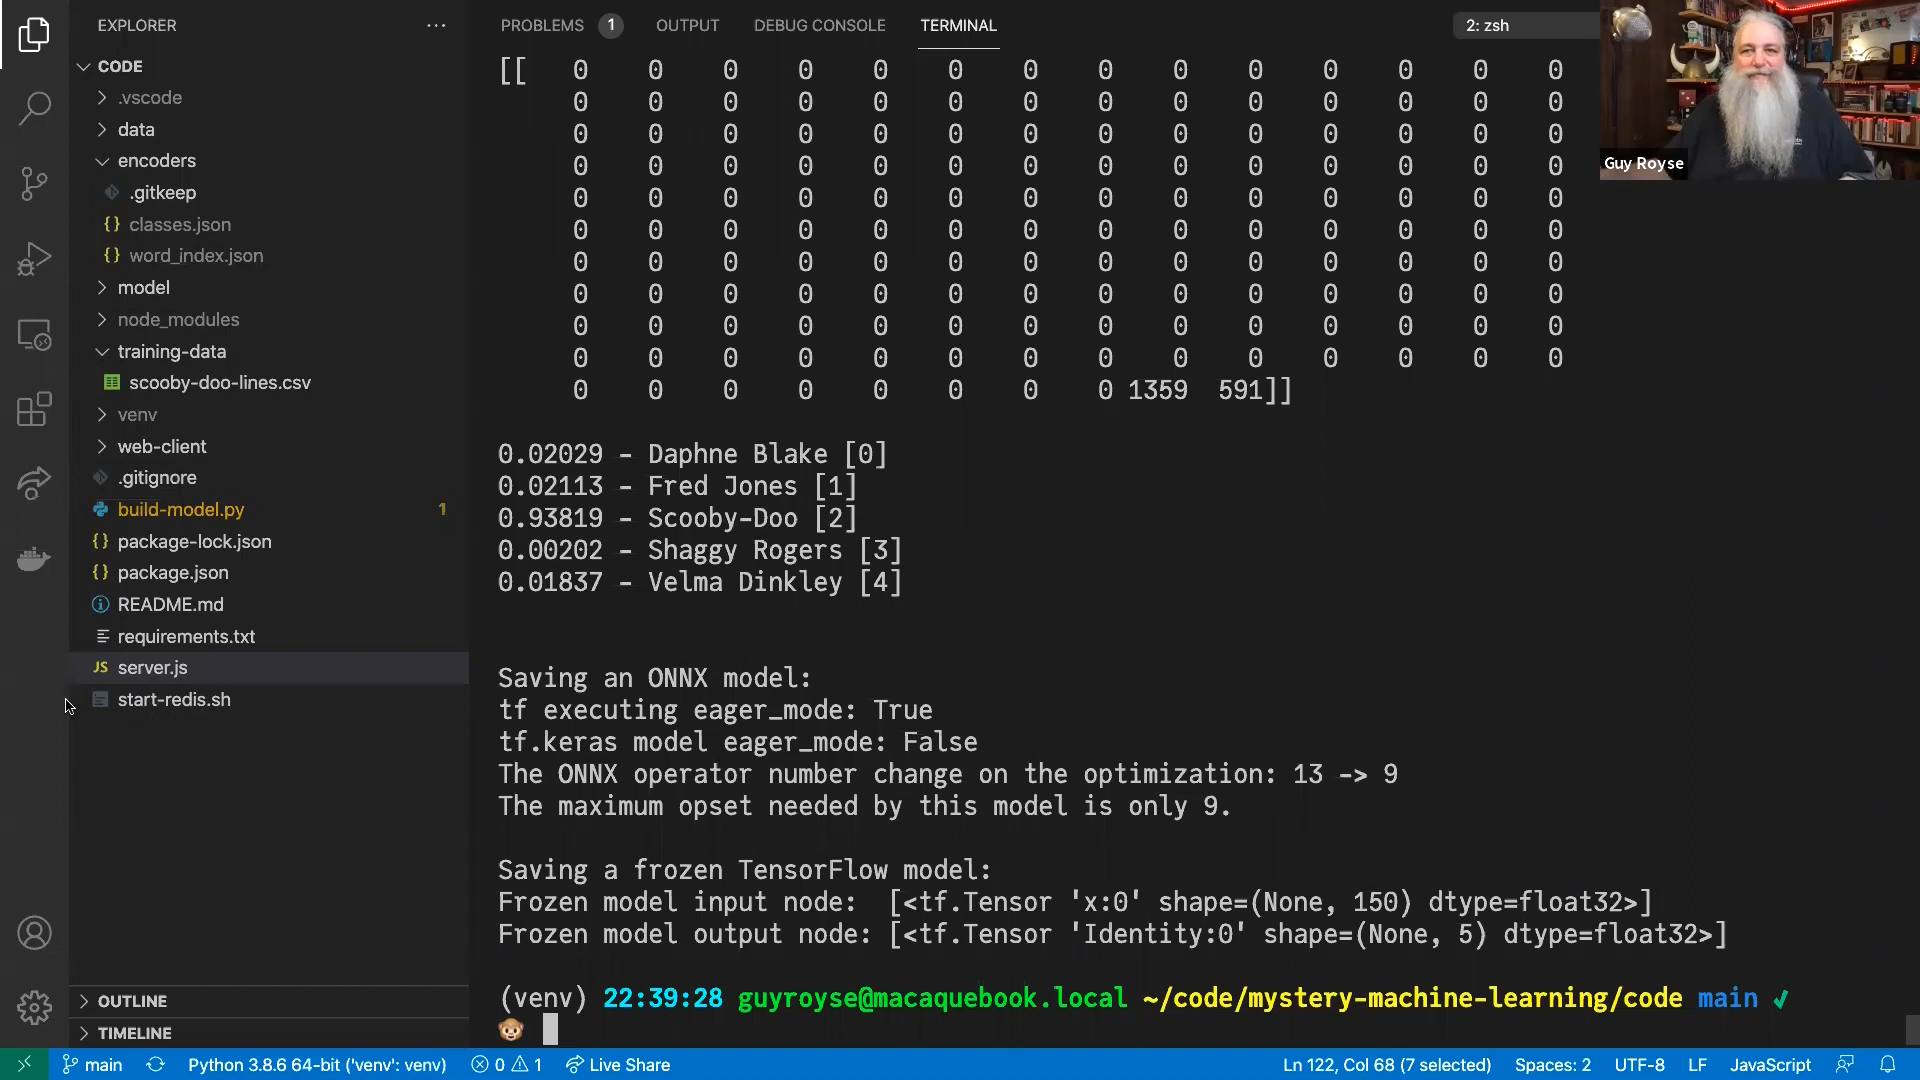 EXPLORER
CODE
.vscode
data
encoders
.gitkeep
{} classes.json
{} word_index.json
model
node_modules
training-data
scooby-doo-lines.csv
venv
web-client
.gitignore
build-model.py 1
{} package-lock.json
{} package.json
README.md
requirements.txt
JS server.js
start-redis.sh
OUTLINE
TIMELINE
PROBLEMS 1 OUTPUT DEBUG CONSOLE TERMINAL 2: zsh
[[ 0 0 0 0 0 0 0 0 0 0 0 0 0 0
0 0 0 0 0 0 0 0 0 0 0 0 0 0
0 0 0 0 0 0 0 0 0 0 0 0 0 0
0 0 0 0 0 0 0 0 0 0 0 0 0 0
0 0 0 0 0 0 0 0 0 0 0 0 0 0
0 0 0 0 0 0 0 0 0 0 0 0 0 0
0 0 0 0 0 0 0 0 0 0 0 0 0 0
0 0 0 0 0 0 0 0 0 0 0 0 0 0
0 0 0 0 0 0 0 0 0 0 0 0 0 0
0 0 0 0 0 0 0 0 0 0 0 0 0 0
0 0 0 0 0 0 0 0 1359 591]]
0.02029 - Daphne Blake [0]
0.02113 - Fred Jones [1]
0.93819 - Scooby-Doo [2]
0.00202 - Shaggy Rogers [3]
0.01837 - Velma Dinkley [4]
Saving an ONNX model:
tf executing eager_mode: True
tf.keras model eager_mode: False
The ONNX operator number change on the optimization: 13 -> 9
The maximum opset needed by this model is only 9.
Saving a frozen TensorFlow model:
Frozen model input node: [<tf.Tensor 'x:0' shape=(None, 150) dtype=float32>]
Frozen model output node: [<tf.Tensor 'Identity:0' shape=(None, 5) dtype=float32>]
(venv) 22:39:28 guyroyse@macaquebook.local ~/code/mystery-machine-learning/code main ✓
🐵
Guy Royse
main Python 3.8.6 64-bit ('venv': venv) 0 1 Live Share Ln 122, Col 68 (7 selected) Spaces: 2 UTF-8 LF JavaScript